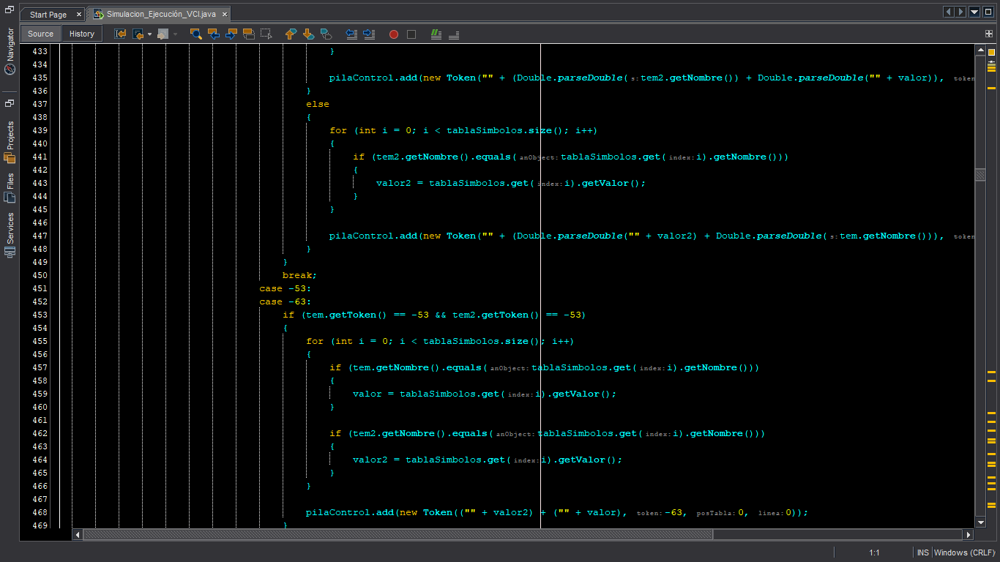 Start Page
Simulacion_Ejecución_VCI.java
Source History
Navigator
Projects
Files
Services
433 }
434
435 pilaControl.add(new Token("" + (Double.parseDouble( s: tem2.getNombre()) + Double.parseDouble("" + valor)), token
436 }
437 else
438 {
439 for (int i = 0; i < tablaSimbolos.size(); i++)
440 {
441 if (tem2.getNombre().equals( anObject: tablaSimbolos.get( index: i).getNombre()))
442 {
443 valor2 = tablaSimbolos.get( index: i).getValor();
444 }
445 }
446
447 pilaControl.add(new Token("" + (Double.parseDouble("" + valor2) + Double.parseDouble( s: tem.getNombre())), token
448 }
449 }
450 break;
451 case -53:
452 case -63:
453 if (tem.getToken() == -53 && tem2.getToken() == -53)
454 {
455 for (int i = 0; i < tablaSimbolos.size(); i++)
456 {
457 if (tem.getNombre().equals( anObject: tablaSimbolos.get( index: i).getNombre()))
458 {
459 valor = tablaSimbolos.get( index: i).getValor();
460 }
461
462 if (tem2.getNombre().equals( anObject: tablaSimbolos.get( index: i).getNombre()))
463 {
464 valor2 = tablaSimbolos.get( index: i).getValor();
465 }
466 }
467
468 pilaControl.add(new Token(("" + valor2) + ("" + valor), token: -63, posTabla: 0, linea: 0));
469 }
1:1 INS Windows (CRLF)